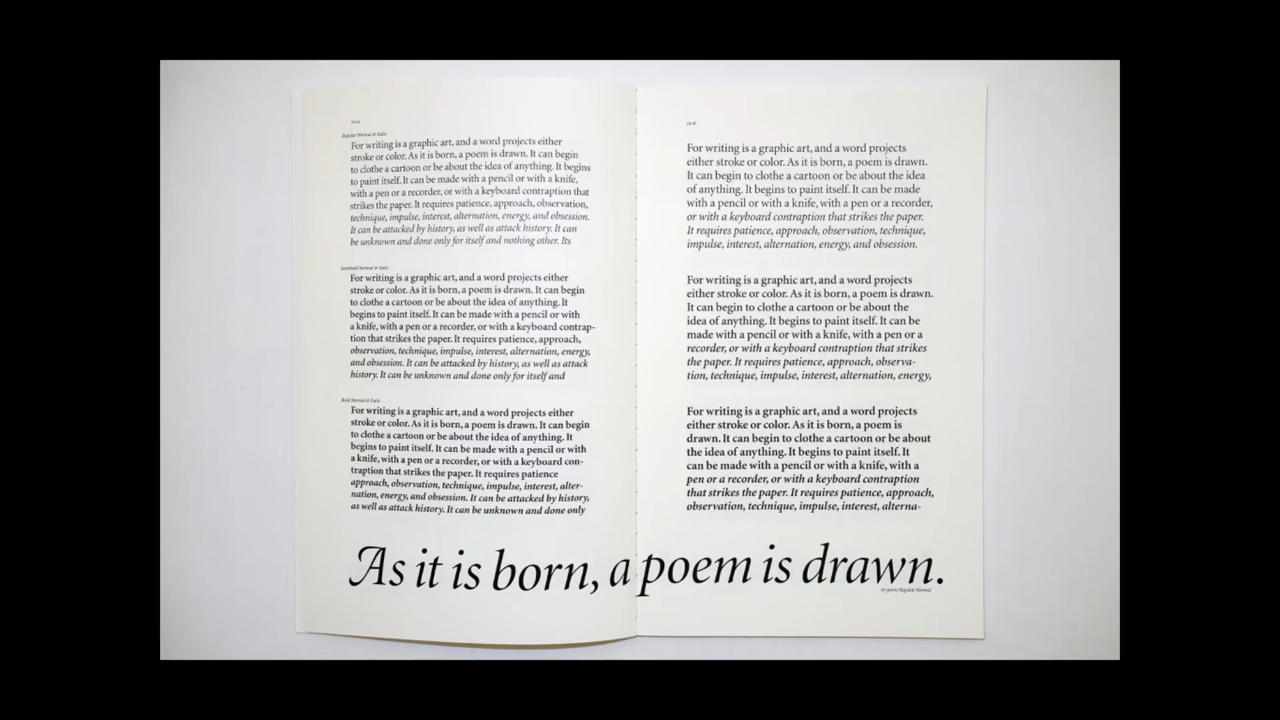 Regular Normal & Italic
For writing is a graphic art, and a word projects either
stroke or color. As it is born, a poem is drawn. It can begin
to clothe a cartoon or be about the idea of anything. It begins
to paint itself. It can be made with a pencil or with a knife,
with a pen or a recorder, or with a keyboard contraption that
strikes the paper. It requires patience, approach, observation,
technique, impulse, interest, alternation, energy, and obsession.
It can be attacked by history, as well as attack history. It can
be unknown and done only for itself and nothing other. Its
Semibold Normal & Italic
For writing is a graphic art, and a word projects either
stroke or color. As it is born, a poem is drawn. It can begin
to clothe a cartoon or be about the idea of anything. It
begins to paint itself. It can be made with a pencil or with
a knife, with a pen or a recorder, or with a keyboard contrap-
tion that strikes the paper. It requires patience, approach,
observation, technique, impulse, interest, alternation, energy,
and obsession. It can be attacked by history, as well as attack
history. It can be unknown and done only for itself and
Bold Normal & Italic
For writing is a graphic art, and a word projects either
stroke or color. As it is born, a poem is drawn. It can begin
to clothe a cartoon or be about the idea of anything. It
begins to paint itself. It can be made with a pencil or with
a knife, with a pen or a recorder, or with a keyboard con-
traption that strikes the paper. It requires patience
approach, observation, technique, impulse, interest, alter-
nation, energy, and obsession. It can be attacked by history,
as well as attack history. It can be unknown and done only
For writing is a graphic art, and a word projects
either stroke or color. As it is born, a poem is drawn.
It can begin to clothe a cartoon or be about the idea
of anything. It begins to paint itself. It can be made
with a pencil or with a knife, with a pen or a recorder,
or with a keyboard contraption that strikes the paper.
It requires patience, approach, observation, technique,
impulse, interest, alternation, energy, and obsession.
For writing is a graphic art, and a word projects
either stroke or color. As it is born, a poem is drawn.
It can begin to clothe a cartoon or be about the
idea of anything. It begins to paint itself. It can be
made with a pencil or with a knife, with a pen or a
recorder, or with a keyboard contraption that strikes
the paper. It requires patience, approach, observa-
tion, technique, impulse, interest, alternation, energy,
For writing is a graphic art, and a word projects
either stroke or color. As it is born, a poem is
drawn. It can begin to clothe a cartoon or be about
the idea of anything. It begins to paint itself. It
can be made with a pencil or with a knife, with a
pen or a recorder, or with a keyboard contraption
that strikes the paper. It requires patience, approach,
observation, technique, impulse, interest, alterna-
As it is born, a poem is drawn.
point Regular Normal